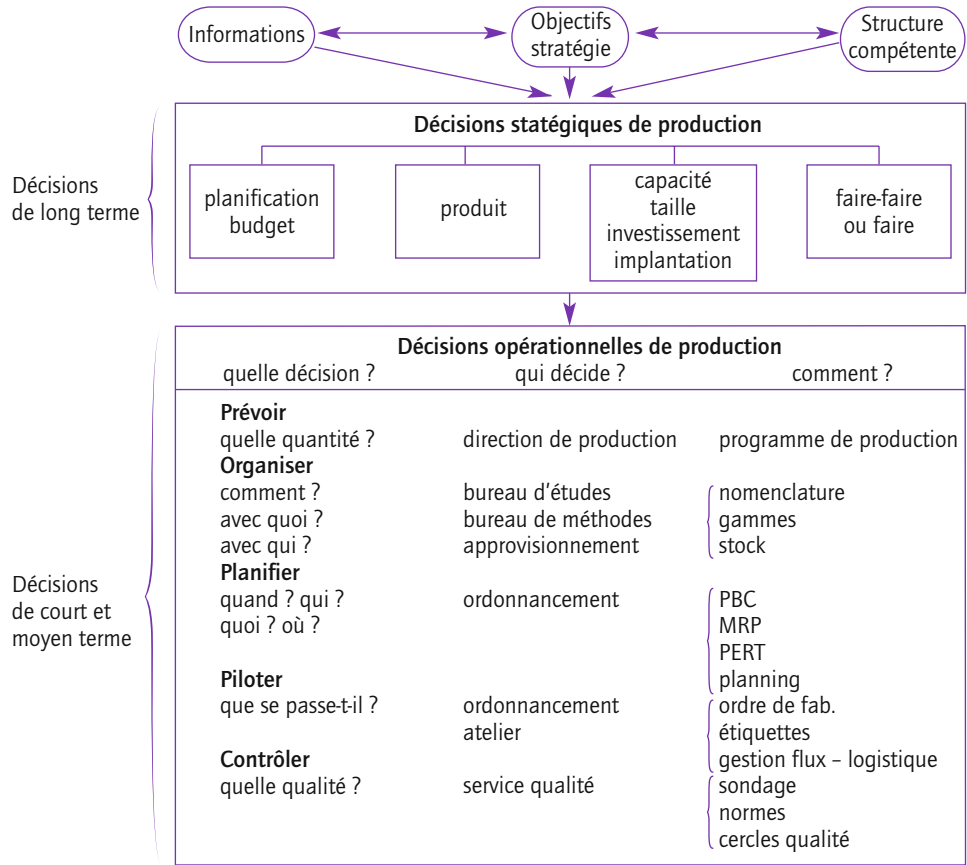 Informations
Objectifs
stratégie
Structure
compétente
Décisions
de long terme
Décisions statégiques de production
planification
budget
produit
capacité
taille
investissement
implantation
faire-faire
ou faire
Décisions
de court et
moyen terme
Décisions opérationnelles de production
quelle décision ? qui décide ? comment ?
Prévoir
quelle quantité ? direction de production programme de production
Organiser
comment ? bureau d'études nomenclature
avec quoi ? bureau de méthodes gammes
avec qui ? approvisionnement stock
Planifier
quand ? qui ? ordonnancement PBC
quoi ? où ? MRP
PERT
Piloter planning
que se passe-t-il ? ordonnancement ordre de fab.
atelier étiquettes
Contrôler gestion flux – logistique
quelle qualité ? service qualité sondage
normes
cercles qualité